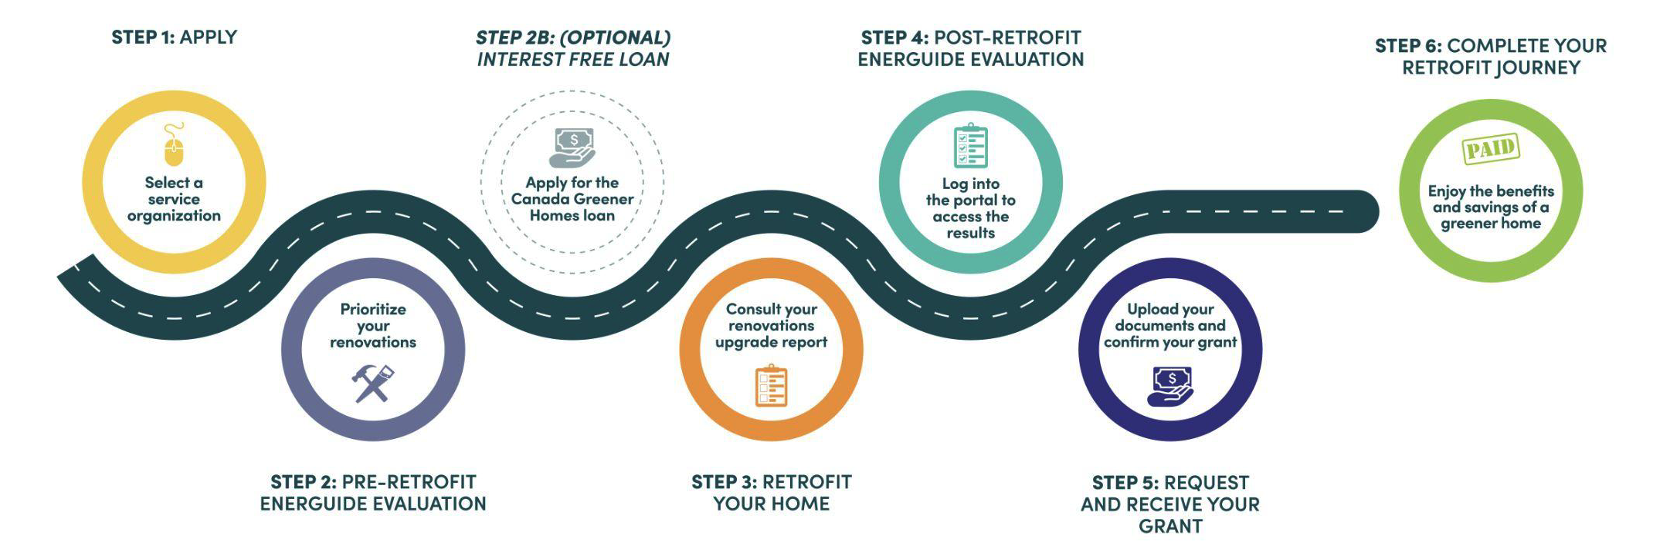 STEP 1: APPLY
Select a
service
organization
STEP 2: PRE-RETROFIT
ENERGUIDE EVALUATION
Prioritize
your
renovations
STEP 2B: (OPTIONAL)
INTEREST FREE LOAN
$
Apply for the
Canada Greener
Homes loan
STEP 3: RETROFIT
YOUR HOME
Consult your
renovations
upgrade report
STEP 4: POST-RETROFIT
ENERGUIDE EVALUATION
Log into
the portal to
access the
results
STEP 5: REQUEST
AND RECEIVE YOUR
GRANT
Upload your
documents and
confirm your grant
$
STEP 6: COMPLETE YOUR
RETROFIT JOURNEY
PAID
Enjoy the benefits
and savings of a
greener home